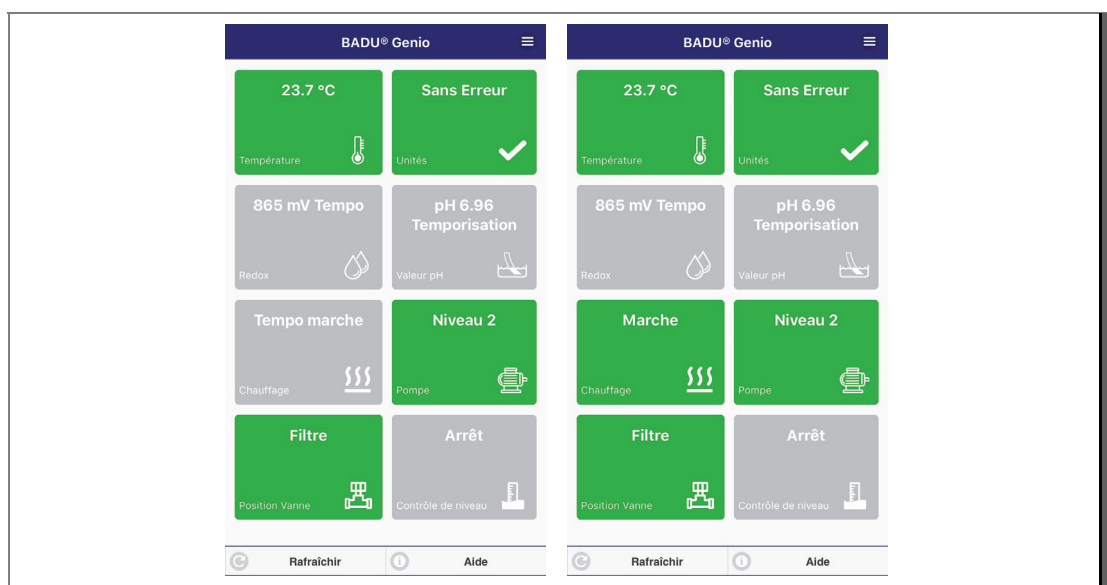 BADU® Genio
23.7 °C
Température
Sans Erreur
Unités
865 mV Tempo
Redox
pH 6.96
Temporisation
Valeur pH
Tempo marche
Chauffage
Niveau 2
Pompe
Filtre
Position Vanne
Arrêt
Contrôle de niveau
Rafraîchir
Aide
BADU® Genio
23.7 °C
Température
Sans Erreur
Unités
865 mV Tempo
Redox
pH 6.96
Temporisation
Valeur pH
Marche
Chauffage
Niveau 2
Pompe
Filtre
Position Vanne
Arrêt
Contrôle de niveau
Rafraîchir
Aide